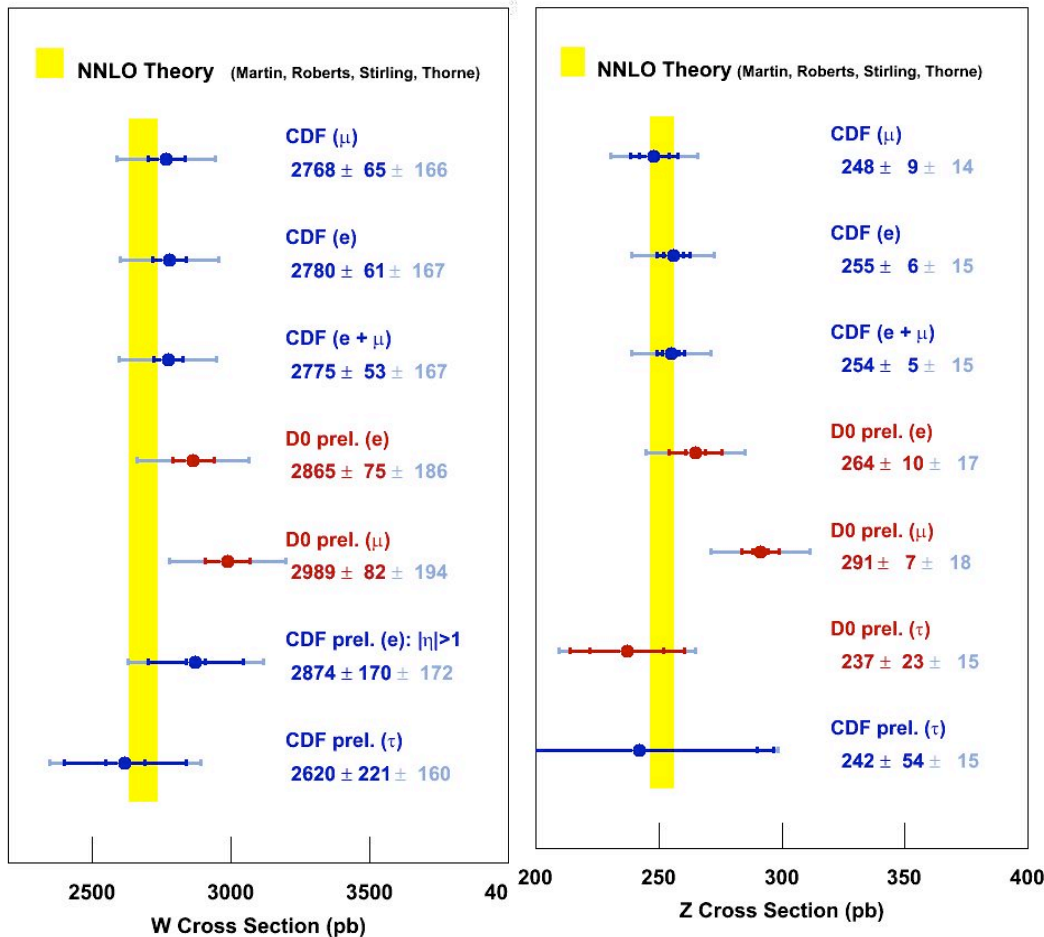 NNLO Theory (Martin, Roberts, Stirling, Thorne)
CDF (μ)
2768 ± 65 ± 166
CDF (e)
2780 ± 61 ± 167
CDF (e + μ)
2775 ± 53 ± 167
D0 prel. (e)
2865 ± 75 ± 186
D0 prel. (μ)
2989 ± 82 ± 194
CDF prel. (e): |η|>1
2874 ± 170 ± 172
CDF prel. (τ)
2620 ± 221 ± 160
2500 3000 3500 40
W Cross Section (pb)
NNLO Theory (Martin, Roberts, Stirling, Thorne)
CDF (μ)
248 ± 9 ± 14
CDF (e)
255 ± 6 ± 15
CDF (e + μ)
254 ± 5 ± 15
D0 prel. (e)
264 ± 10 ± 17
D0 prel. (μ)
291 ± 7 ± 18
D0 prel. (τ)
237 ± 23 ± 15
CDF prel. (τ)
242 ± 54 ± 15
200 250 300 350 400
Z Cross Section (pb)